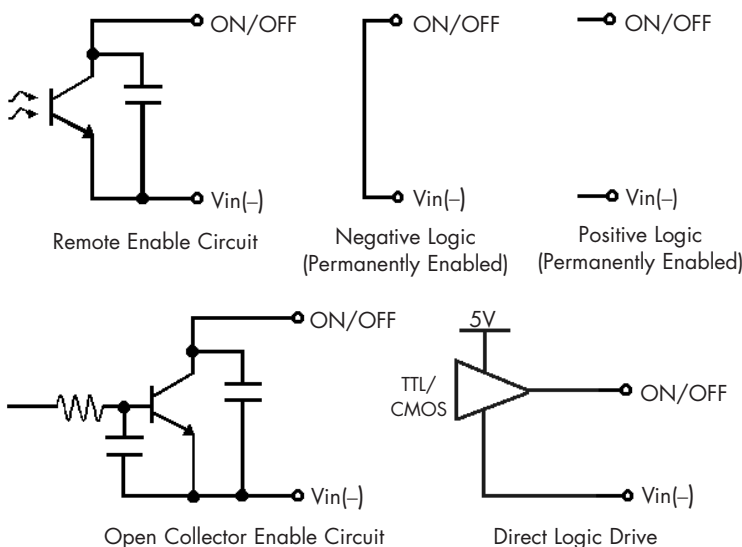 ON/OFF
Vin(–)
Remote Enable Circuit
ON/OFF
Vin(–)
Negative Logic
(Permanently Enabled)
ON/OFF
Vin(–)
Positive Logic
(Permanently Enabled)
ON/OFF
Vin(–)
Open Collector Enable Circuit
5V
TTL/
CMOS
ON/OFF
Vin(–)
Direct Logic Drive